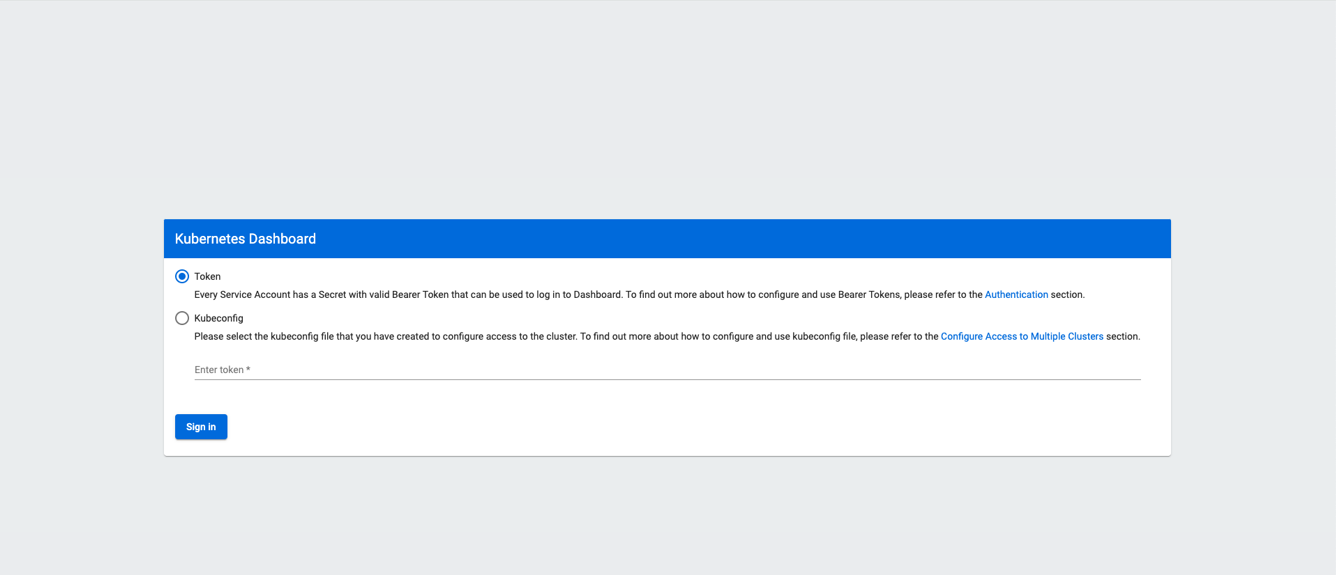 Kubernetes Dashboard
Token
Every Service Account has a Secret with valid Bearer Token that can be used to log in to Dashboard. To find out more about how to configure and use Bearer Tokens, please refer to the Authentication section.
Kubeconfig
Please select the kubeconfig file that you have created to configure access to the cluster. To find out more about how to configure and use kubeconfig file, please refer to the Configure Access to Multiple Clusters section.
Enter token *
Sign in